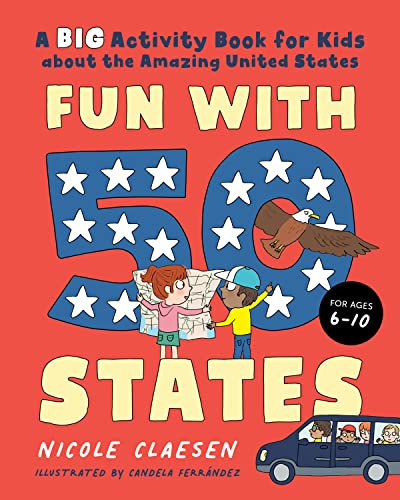 A BIG Activity Book for Kids
about the Amazing United States
FUN WITH
50
STATES
FOR AGES
6-10
NICOLE CLAESEN
ILLUSTRATED BY CANDELA FERRÁNDEZ